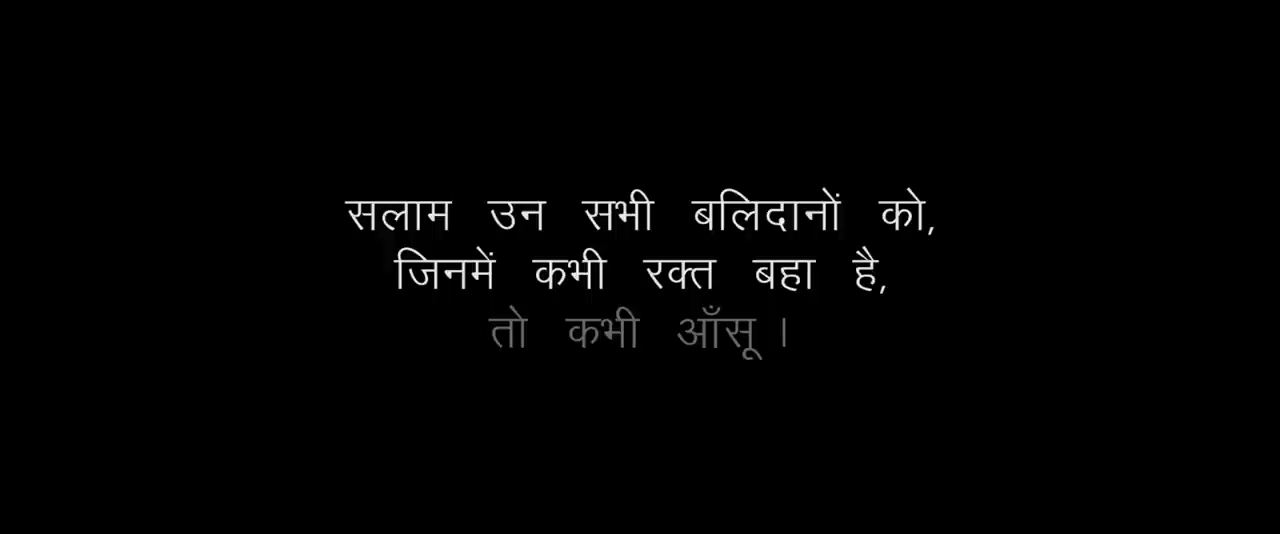 सलाम उन सभी बलिदानों को,
जिनमें कभी रक्त बहा है,
तो कभी आँसू ।